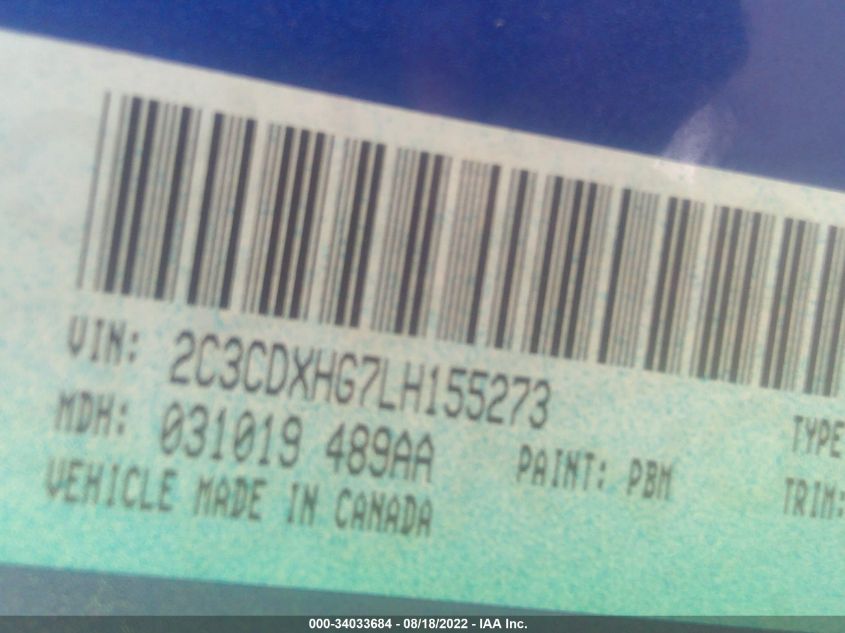 VIN: 2C3CDXHG7LH155273
MDH: 031019 489AA
PAINT: PBM
TYPE
VEHICLE MADE IN CANADA
TRIM:
000-34033684 - 08/18/2022 - IAA Inc.